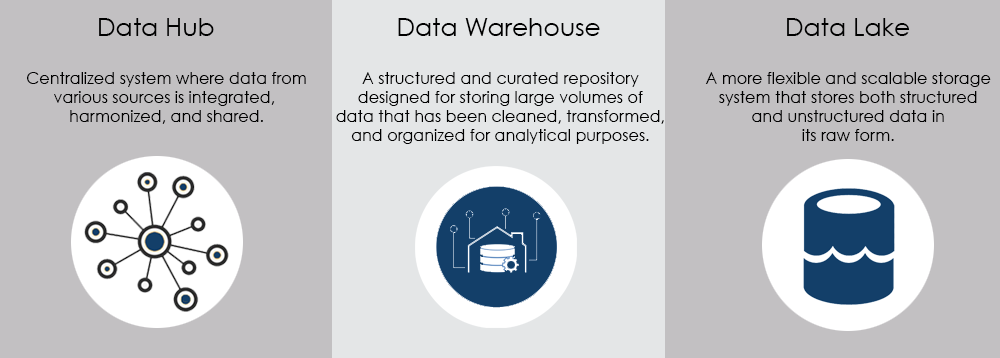 Data Hub
Centralized system where data from
various sources is integrated,
harmonized, and shared.
Data Warehouse
A structured and curated repository
designed for storing large volumes of
data that has been cleaned, transformed,
and organized for analytical purposes.
Data Lake
A more flexible and scalable storage
system that stores both structured
and unstructured data in
its raw form.